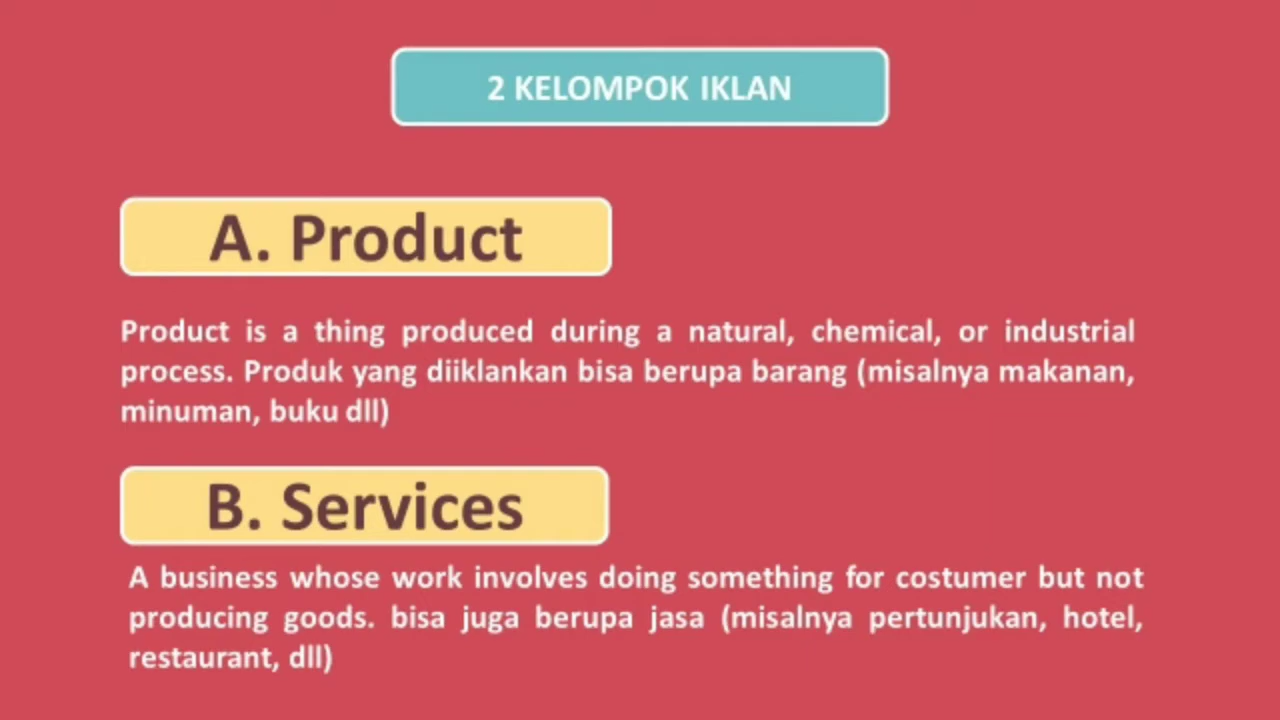 2 KELOMPOK IKLAN
A. Product
Product is a thing produced during a natural, chemical, or industrial
process. Produk yang diiklankan bisa berupa barang (misalnya makanan,
minuman, buku dll)
B. Services
A business whose work involves doing something for costumer but not
producing goods. bisa juga berupa jasa (misalnya pertunjukan, hotel,
restaurant, dll)